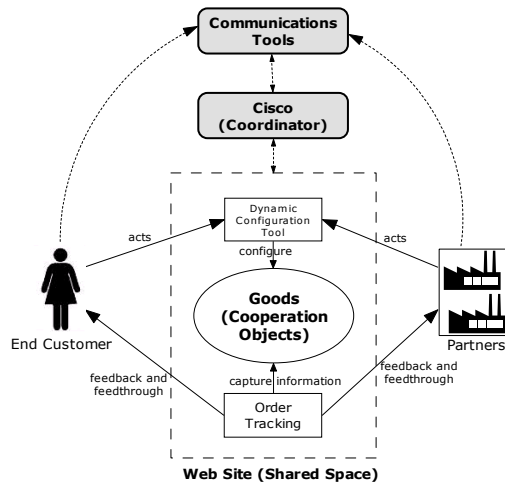 Communications
Tools
Cisco
(Coordinator)
Dynamic
Configuration
Tool
acts
acts
configure
Goods
(Cooperation
Objects)
End Customer
Partners
feedback and
feedthrough
capture information
feedback and
feedthrough
Order
Tracking
Web Site (Shared Space)